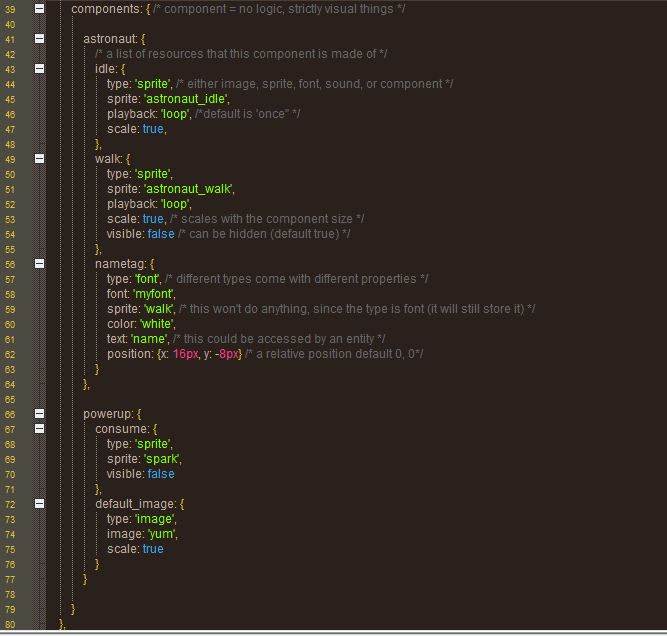 39 components: { /* component = no logic, strictly visual things */
40
41 astronaut: {
42 /* a list of resources that this component is made of */
43 idle: {
44 type: 'sprite', /* either image, sprite, font, sound, or component */
45 sprite: 'astronaut_idle',
46 playback: 'loop', /*default is 'once" */
47 scale: true,
48 },
49 walk: {
50 type: 'sprite',
51 sprite: 'astronaut_walk',
52 playback: 'loop',
53 scale: true, /* scales with the component size */
54 visible: false /* can be hidden (default true) */
55 },
56 nametag: {
57 type: 'font', /* different types come with different properties */
58 font: 'myfont',
59 sprite: 'walk', /* this won't do anything, since the type is font (it will still store it) */
60 color: 'white',
61 text: 'name', /* this could be accessed by an entity */
62 position: {x: 16px, y: -8px} /* a relative position default 0, 0*/
63 }
64 },
65
66 powerup: {
67 consume: {
68 type: 'sprite',
69 sprite: 'spark',
70 visible: false
71 },
72 default_image: {
73 type: 'image',
74 image: 'yum',
75 scale: true
76 }
77 }
78
79 }
80 },